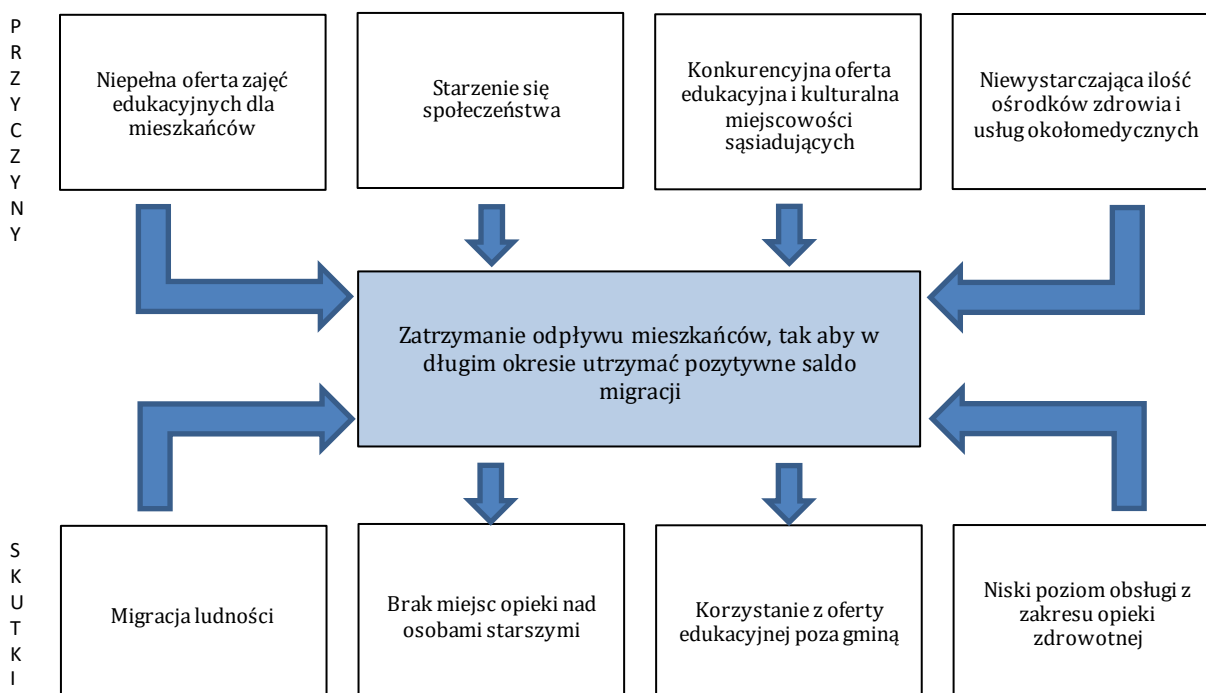 PRZYCZYNY
Niepełna oferta zajęć
edukacyjnych dla
mieszkańców
Starzenie się
społeczeństwa
Konkurencyjna oferta
edukacyjna i kulturalna
miejscowości
sąsiadujących
Niewystarczająca ilość
ośrodków zdrowia i
usług okołomedycznych
Zatrzymanie odpływu mieszkańców, tak aby w
długim okresie utrzymać pozytywne saldo
migracji
SKUTKI
Migracja ludności
Brak miejsc opieki nad
osobami starszymi
Korzystanie z oferty
edukacyjnej poza gminą
Niski poziom obsługi z
zakresu opieki
zdrowotnej